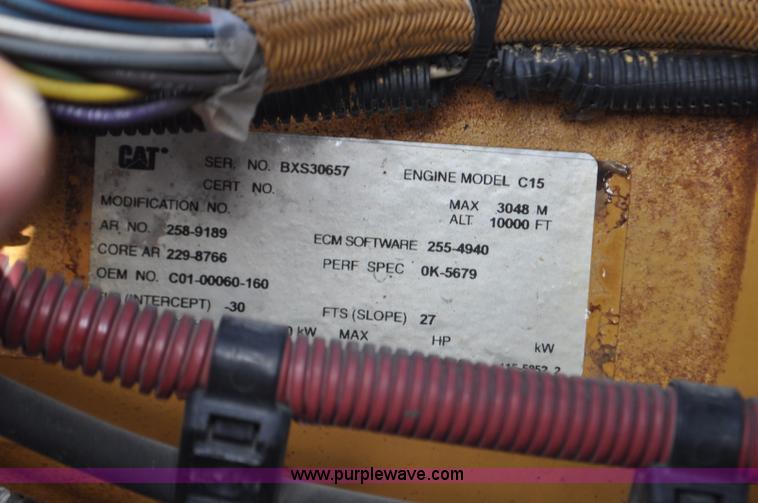 CAT SER. NO. BXS30657 ENGINE MODEL C15
CERT NO.
MODIFICATION NO. MAX 3048 M
ALT 10000 FT
AR NO. 258-9189 ECM SOFTWARE 255-4940
CORE AR 229-8766 PERF SPEC 0K-5679
OEM NO. C01-00060-160
(INTERCEPT) -30 FTS (SLOPE) 27
kW MAX HP kW
www.purplewave.com